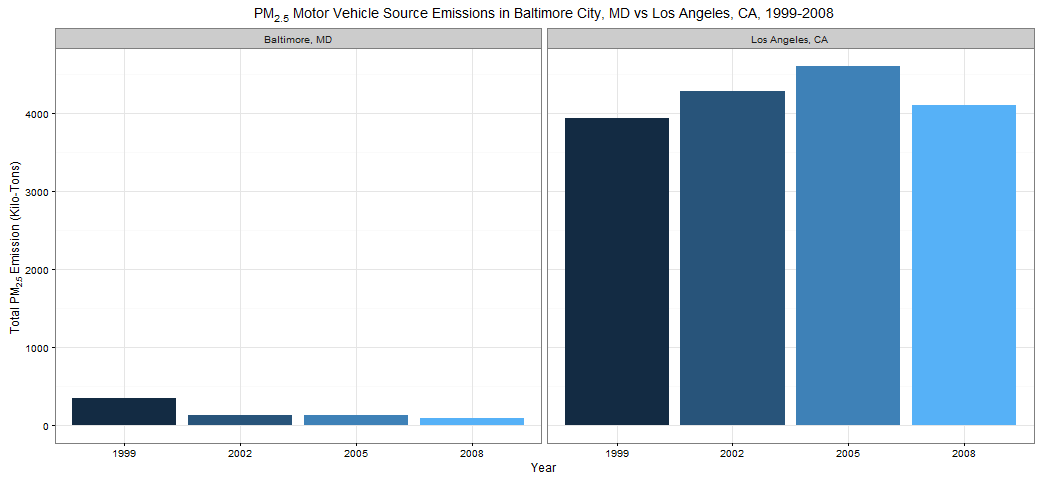 PM2.5 Motor Vehicle Source Emissions in Baltimore City, MD vs Los Angeles, CA, 1999-2008
Baltimore, MD
Los Angeles, CA
Total PM2.5 Emission (Kilo-Tons)
4000
3000
2000
1000
0
1999 2002 2005 2008
1999 2002 2005 2008
Year